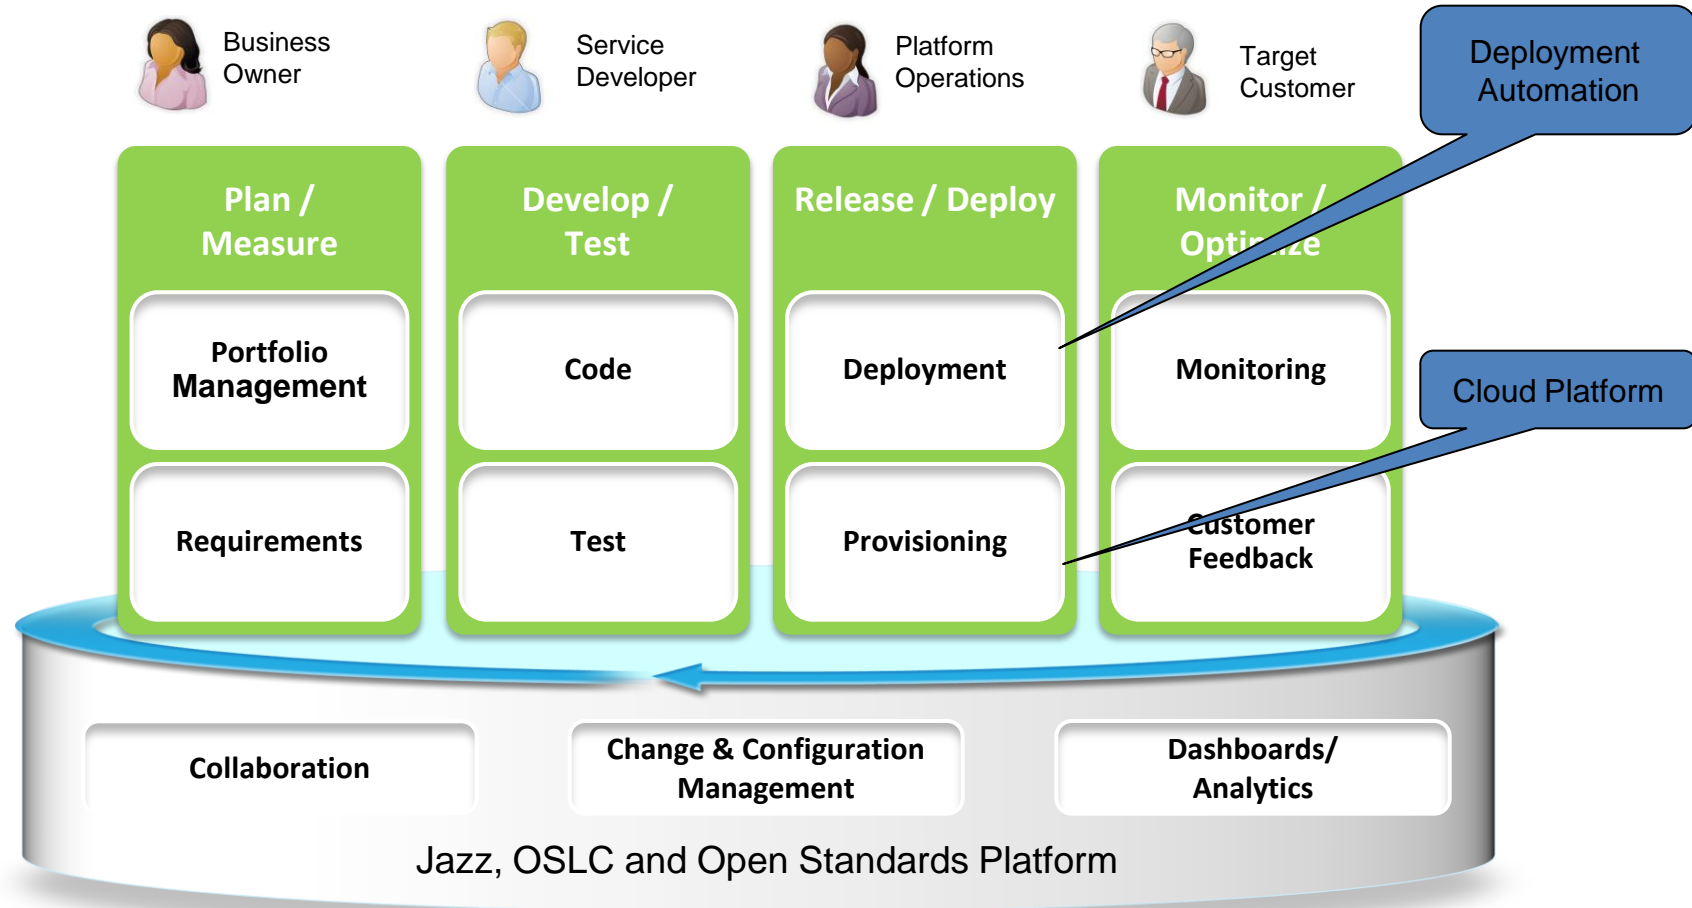 Business
Owner
Service
Developer
Platform
Operations
Target
Customer
Deployment
Automation
Plan /
Measure
Develop /
Test
Release / Deploy
Monitor /
Optimize
Portfolio
Management
Code
Deployment
Monitoring
Cloud Platform
Requirements
Test
Provisioning
Customer
Feedback
Collaboration
Change & Configuration
Management
Dashboards/
Analytics
Jazz, OSLC and Open Standards Platform